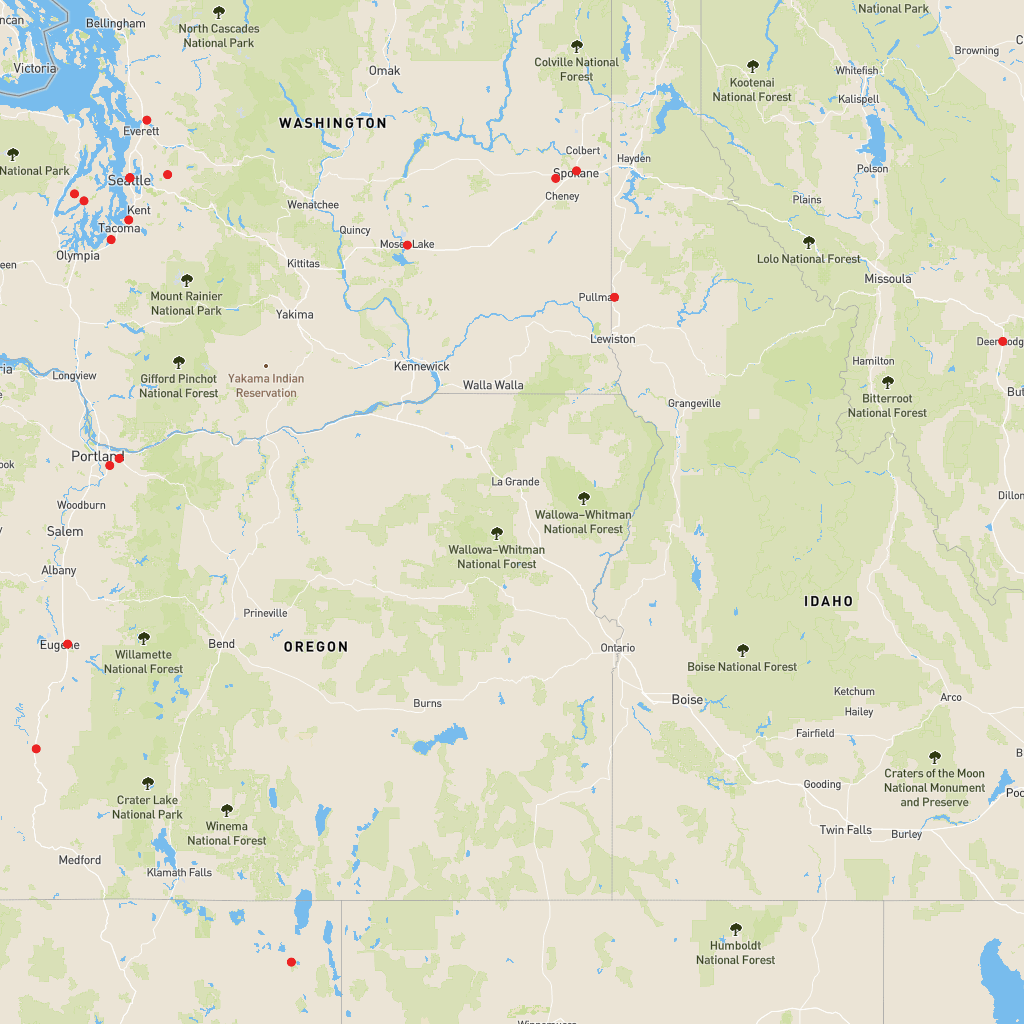 National Park
Bellingham
North Cascades
National Park
Browning
Colville National
Forest
Victoria
Omak
Whitefish
Kootenai
National Forest
Kalispell
WASHINGTON
Everett
Colbert
Hayden
National Park
Polson
Spokane
Seattle
Cheney
Plains
Wenatchee
Kent
Tacoma
Quincy
Moses Lake
Olympia
Lolo National Forest
Kittitas
Missoula
Mount Rainier
National Park
Pullma
Yakima
Lewiston
Deer
odg
Hamilton
Kennewick
Longview
Gifford Pinchot
National Forest
Yakama Indian
Reservation
Walla Walla
Bitterroot
National Forest
Grangeville
Portland
La Grande
Dillon
Woodburn
Wallowa-Whitman
National Forest
Salem
Wallowa-Whitman
National Forest
Albany
IDAHO
Prineville
Eugene
Bend
OREGON
Ontario
Willamette
National Forest
Boise National Forest
Ketchum
Boise
Arco
Burns
Hailey
Fairfield
Craters of the Moon
National Monument
and Preserve
Gooding
Crater Lake
National Park
Winema
National Forest
Twin Falls
Burley
Medford
Klamath Falls
Humboldt
National Forest